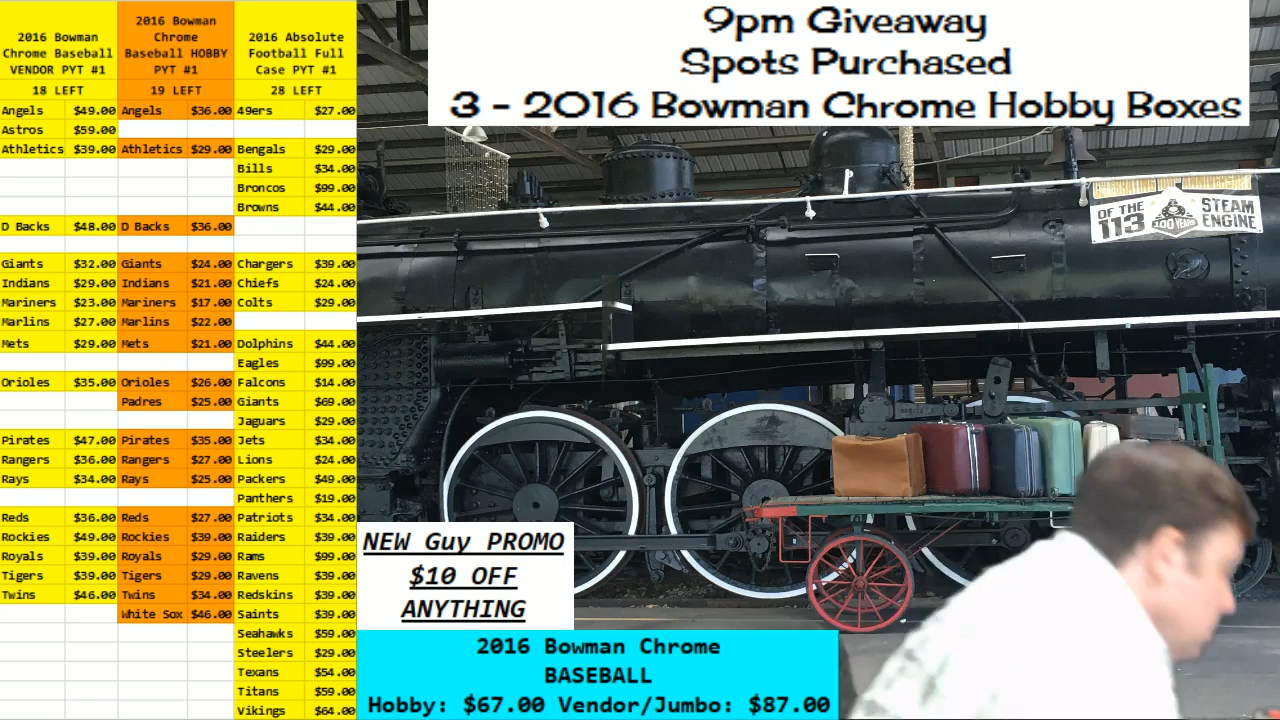 2016 Bowman
Chrome Baseball
VENDOR PYT #1
18 LEFT
Angels $49.00
Astros $59.00
Athletics $39.00
D Backs $48.00
Giants $32.00
Indians $29.00
Mariners $23.00
Marlins $27.00
Mets $29.00
Orioles $35.00
Pirates $47.00
Rangers $36.00
Rays $34.00
Reds $36.00
Rockies $49.00
Royals $39.00
Tigers $39.00
Twins $46.00
2016 Bowman
Chrome
Baseball HOBBY
PYT #1
19 LEFT
Angels $36.00
Athletics $29.00
D Backs $36.00
Giants $24.00
Indians $21.00
Mariners $17.00
Marlins $22.00
Mets $21.00
Orioles $26.00
Padres $25.00
Pirates $35.00
Rangers $27.00
Rays $25.00
Reds $27.00
Rockies $39.00
Royals $29.00
Tigers $29.00
Twins $34.00
White Sox $46.00
2016 Absolute
Football Full
Case PYT #1
28 LEFT
49ers $27.00
Bengals $29.00
Bills $34.00
Broncos $99.00
Browns $44.00
Chargers $39.00
Chiefs $24.00
Colts $29.00
Dolphins $44.00
Eagles $99.00
Falcons $14.00
Giants $69.00
Jaguars $29.00
Jets $34.00
Lions $24.00
Packers $49.00
Panthers $19.00
Patriots $34.00
Raiders $39.00
Rams $99.00
Ravens $39.00
Redskins $39.00
Saints $39.00
Seahawks $59.00
Steelers $29.00
Texans $54.00
Titans $59.00
Vikings $64.00
9pm Giveaway
Spots Purchased
3 - 2016 Bowman Chrome Hobby Boxes
OF THE
113
100 YEARS
STEAM
ENGINE
NEW Guy PROMO
$10 OFF
ANYTHING
2016 Bowman Chrome
BASEBALL
Hobby: $67.00 Vendor/Jumbo: $87.00